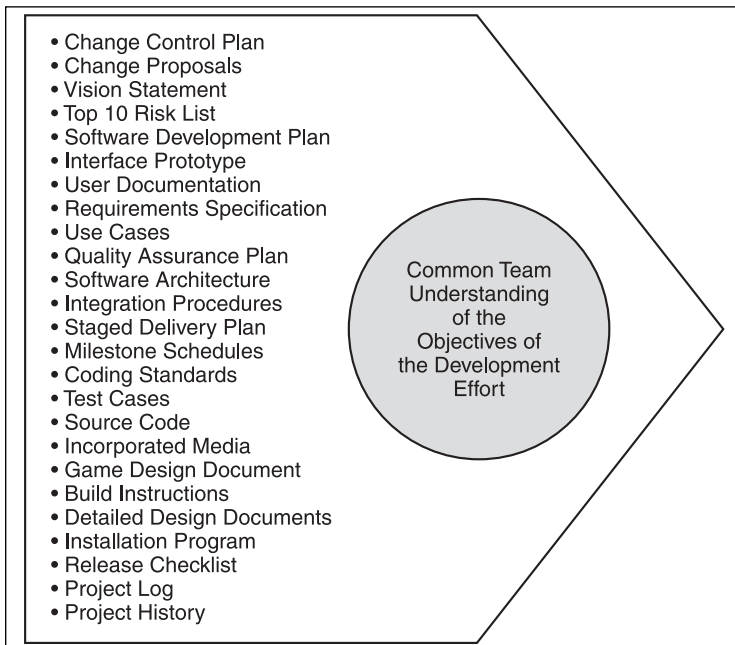 • Change Control Plan
• Change Proposals
• Vision Statement
• Top 10 Risk List
• Software Development Plan
• Interface Prototype
• User Documentation
• Requirements Specification
• Use Cases
• Quality Assurance Plan
• Software Architecture
• Integration Procedures
• Staged Delivery Plan
• Milestone Schedules
• Coding Standards
• Test Cases
• Source Code
• Incorporated Media
• Game Design Document
• Build Instructions
• Detailed Design Documents
• Installation Program
• Release Checklist
• Project Log
• Project History
Common Team
Understanding
of the
Objectives of
the Development
Effort